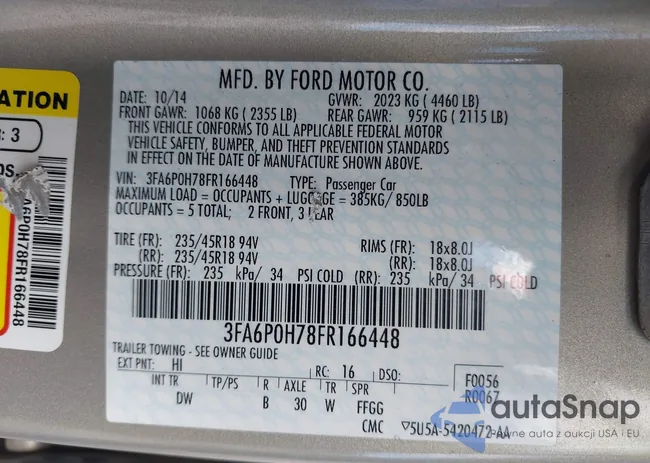 ATION
: 3
A6P0H78FR166448
MFD. BY FORD MOTOR CO.
DATE: 10/14 GVWR: 2023 KG ( 4460 LB)
FRONT GAWR: 1068 KG ( 2355 LB) REAR GAWR: 959 KG ( 2115 LB)
THIS VEHICLE CONFORMS TO ALL APPLICABLE FEDERAL MOTOR
VEHICLE SAFETY, BUMPER, AND THEFT PREVENTION STANDARDS
IN EFFECT ON THE DATE OF MANUFACTURE SHOWN ABOVE.
VIN: 3FA6P0H78FR166448 TYPE: Passenger Car
MAXIMUM LOAD = OCCUPANTS + LUGGAGE = 385KG/ 850LB
OCCUPANTS = 5 TOTAL; 2 FRONT, 3 REAR
TIRE (FR): 235/45R18 94V RIMS (FR): 18x8.0J
(RR): 235/45R18 94V (RR): 18x8.0J
PRESSURE (FR): 235 kPa/ 34 PSI COLD (RR): 235 kPa/ 34 PSI COLD
3FA6P0H78FR166448
TRAILER TOWING - SEE OWNER GUIDE
EXT PNT: HI RC: 16 DSO: F0056
R0067
INT TR TP/PS R AXLE TR SPR
DW B 30 W FFGG
CMC ▽5U5A-5420472-AA
autaSnap
Pewne auta z aukcji USA i EU